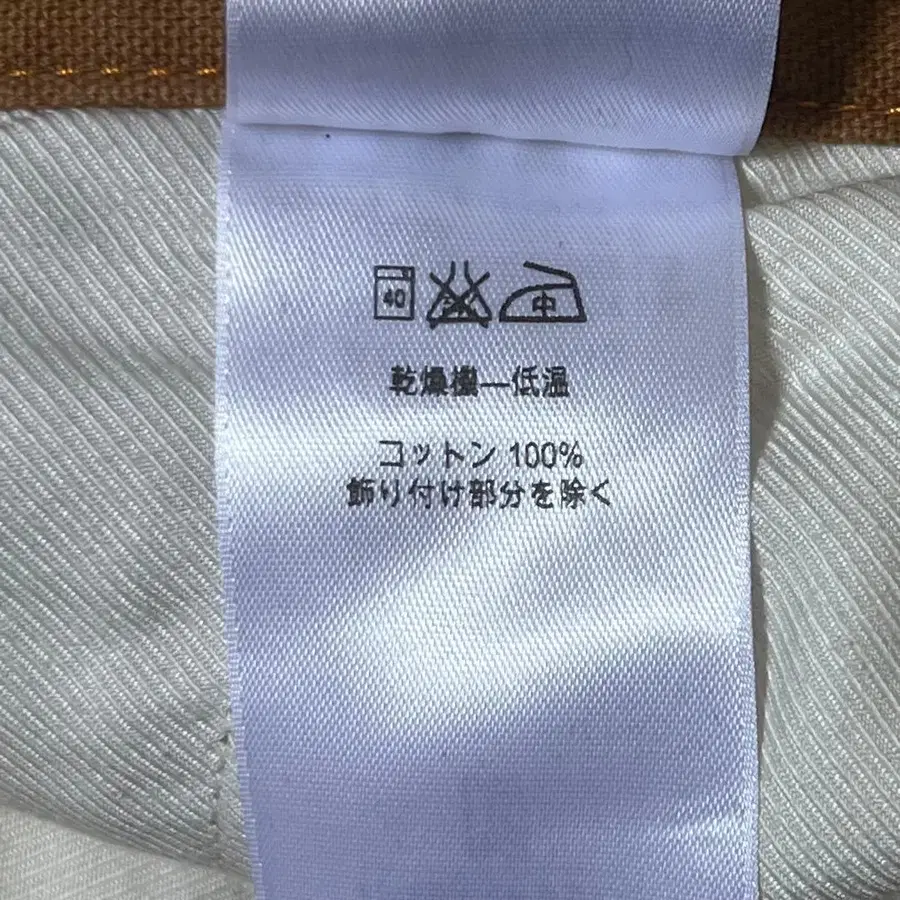 40 中
乾燥機—低温
コットン 100%
飾り付け部分を除く